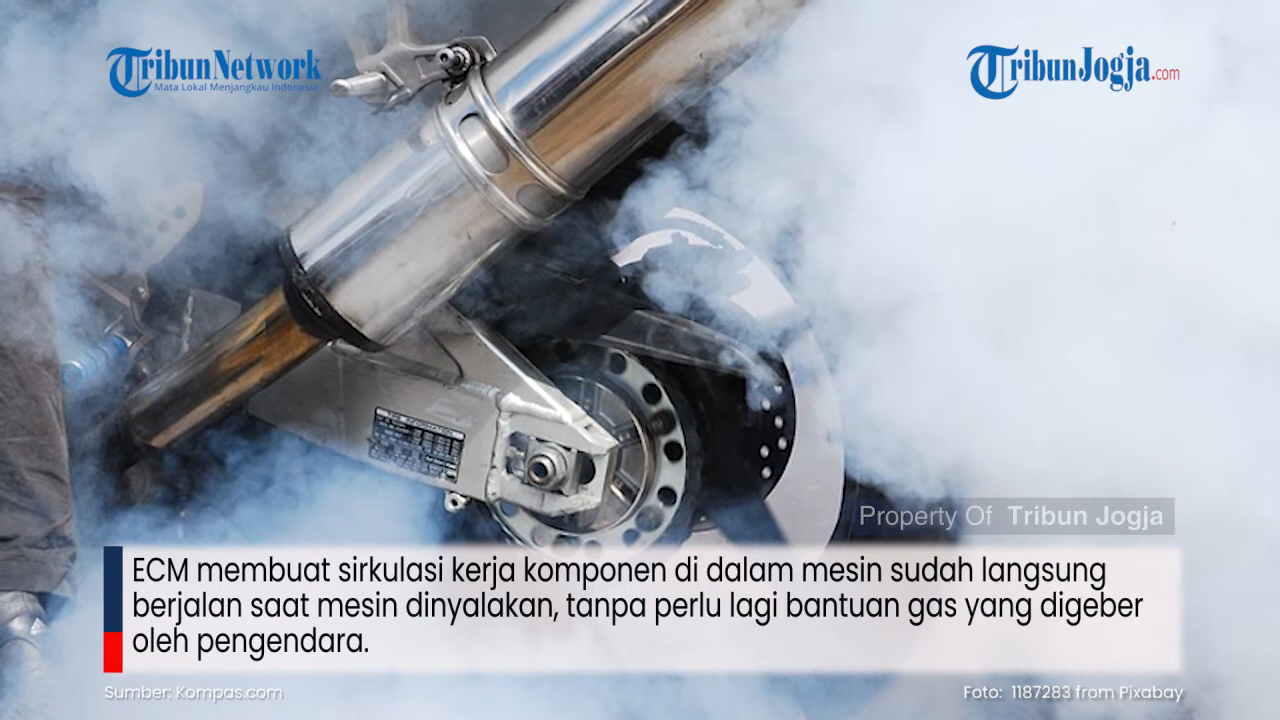 TribunNetwork
Mata Lokal Menjangkau Indonesia
TribunJogja.com
Property Of Tribun Jogja
ECM membuat sirkulasi kerja komponen di dalam mesin sudah langsung
berjalan saat mesin dinyalakan, tanpa perlu lagi bantuan gas yang digeber
oleh pengendara.
Sumber: Kompas.com
Foto: 1187283 from Pixabay